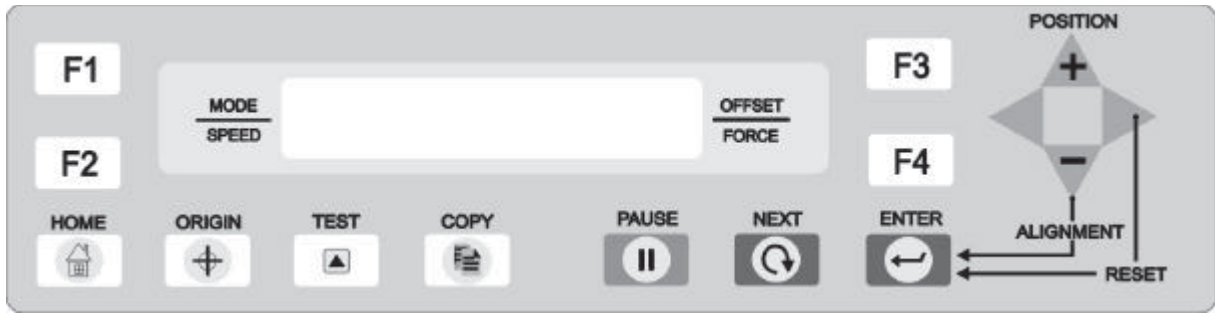 POSITION
F1
F3
+
MODE
SPEED
OFFSET
FORCE
F2
F4
−
HOME
ORIGIN
TEST
COPY
PAUSE
NEXT
ENTER
ALIGNMENT
RESET